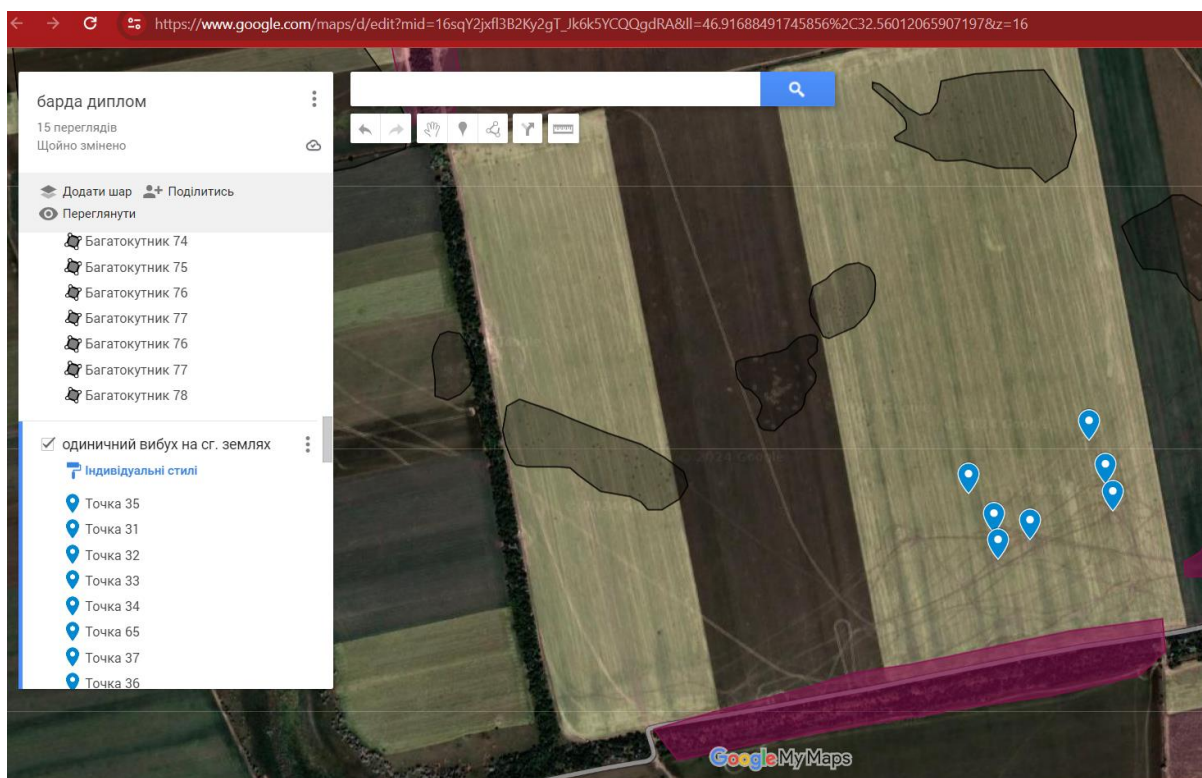 https://www.google.com/maps/d/edit?mid=16sqY2jxfl3B2Ky2gT_Jk6k5YCQQgdRA&ll=46.91688491745856%2C32.56012065907197&z=16
барда диплом
15 переглядів
Щойно змінено
Додати шар Поділитись
Переглянути
Багатокутник 74
Багатокутник 75
Багатокутник 76
Багатокутник 77
Багатокутник 76
Багатокутник 77
Багатокутник 78
одиничний вибух на сг. землях
Індивідуальні стилі
Точка 35
Точка 31
Точка 32
Точка 33
Точка 34
Точка 65
Точка 37
Точка 36
2024 Google
Google My Maps